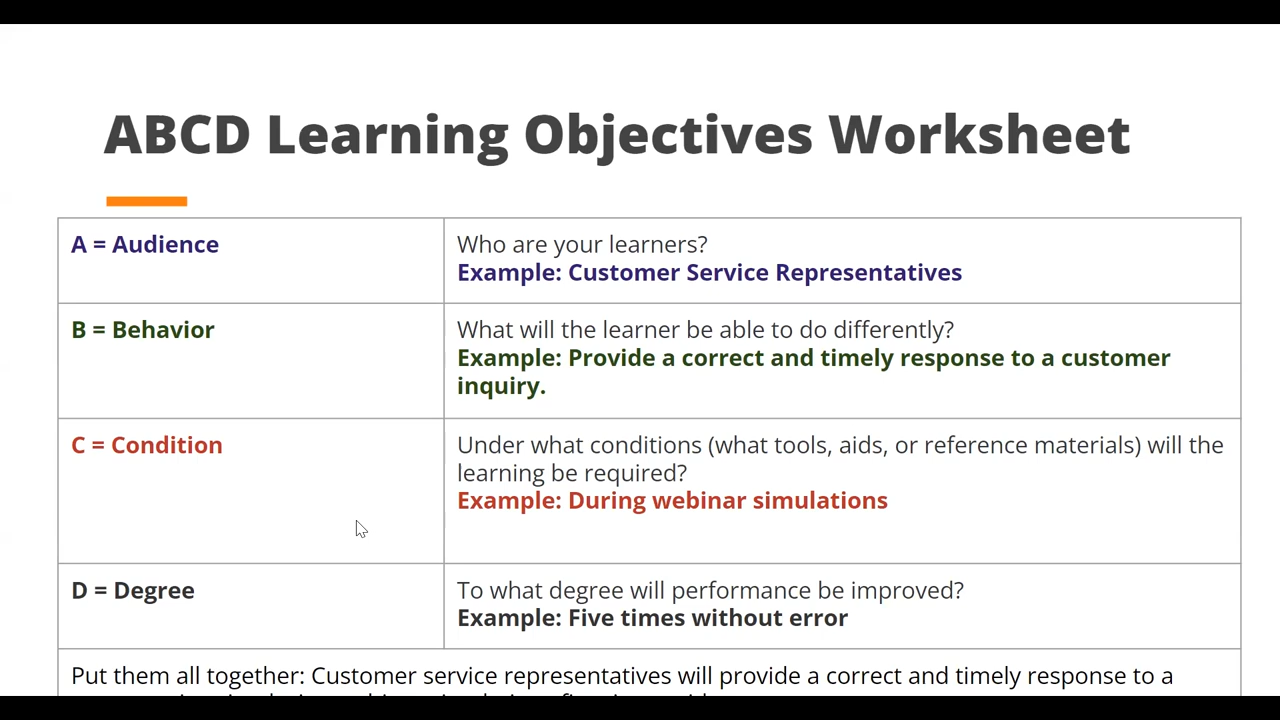 ABCD Learning Objectives Worksheet
A = Audience
Who are your learners?
Example: Customer Service Representatives
B = Behavior
What will the learner be able to do differently?
Example: Provide a correct and timely response to a customer
inquiry.
C = Condition
Under what conditions (what tools, aids, or reference materials) will the
learning be required?
Example: During webinar simulations
D = Degree
To what degree will performance be improved?
Example: Five times without error
Put them all together: Customer service representatives will provide a correct and timely response to a